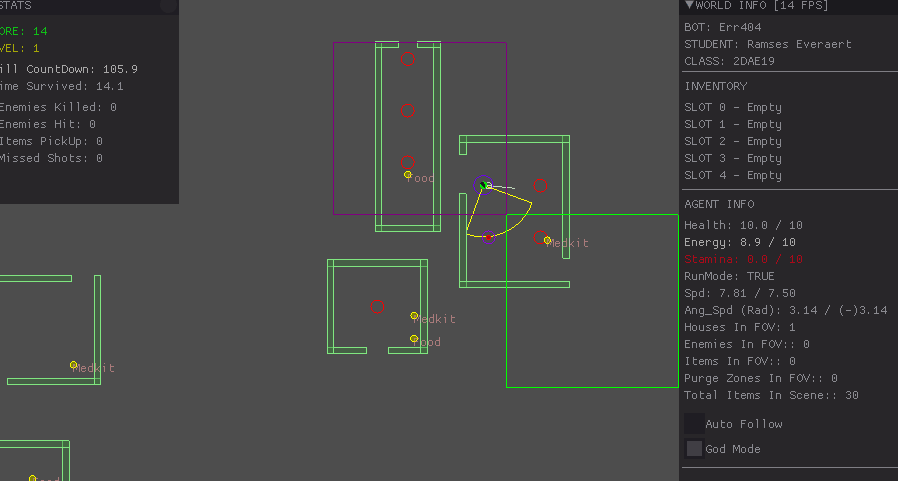 STATS
ORE: 14
VEL: 1
ill CountDown: 105.9
ime Survived: 14.1
Enemies Killed: 0
Enemies Hit: 0
Items PickUp: 0
Missed Shots: 0
Food
Medkit
Medkit
Food
Medkit
WORLD INFO [14 FPS]
BOT: Err404
STUDENT: Ramses Everaert
CLASS: 2DAE19
INVENTORY
SLOT 0 - Empty
SLOT 1 - Empty
SLOT 2 - Empty
SLOT 3 - Empty
SLOT 4 - Empty
AGENT INFO
Health: 10.0 / 10
Energy: 8.9 / 10
Stamina: 0.0 / 10
RunMode: TRUE
Spd: 7.81 / 7.50
Ang_Spd (Rad): 3.14 / (-)3.14
Houses In FOV: 1
Enemies In FOV:: 0
Items In FOV:: 0
Purge Zones In FOV:: 0
Total Items In Scene:: 30
Auto Follow
God Mode